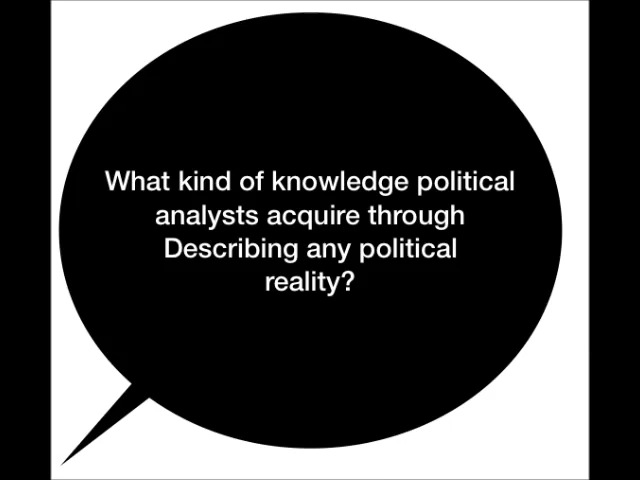 What kind of knowledge political
analysts acquire through
Describing any political
reality?